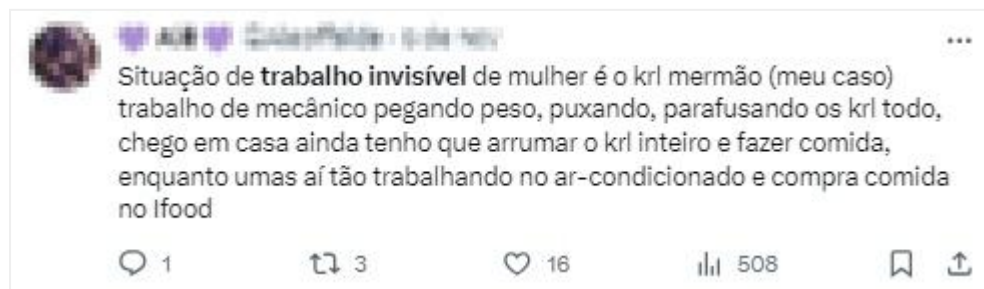 Situação de trabalho invisível de mulher é o krl mermão (meu caso)
trabalho de mecânico pegando peso, puxando, parafusando os krl todo,
chego em casa ainda tenho que arrumar o krl inteiro e fazer comida,
enquanto umas aí tão trabalhando no ar-condicionado e compra comida
no Ifood
1 3 16 508